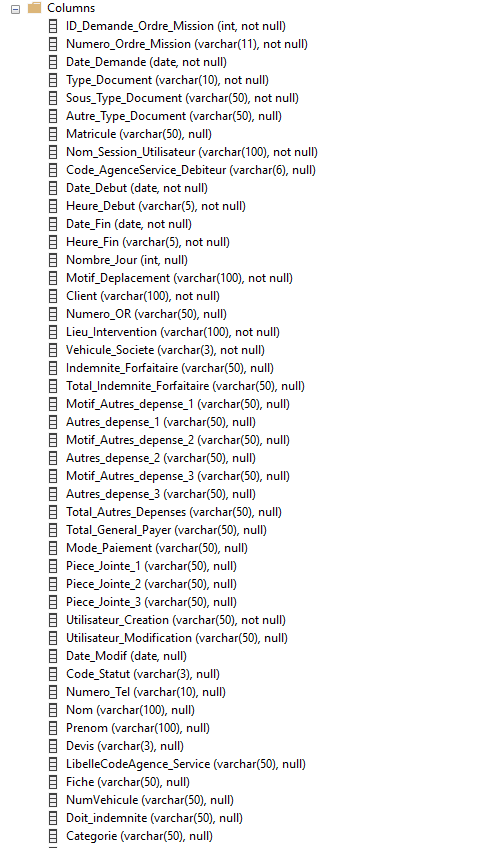 Columns
ID_Demande_Ordre_Mission (int, not null)
Numero_Ordre_Mission (varchar(11), not null)
Date_Demande (date, not null)
Type_Document (varchar(10), not null)
Sous_Type_Document (varchar(50), not null)
Autre_Type_Document (varchar(50), null)
Matricule (varchar(50), null)
Nom_Session_Utilisateur (varchar(100), not null)
Code_AgenceService_Debiteur (varchar(6), null)
Date_Debut (date, not null)
Heure_Debut (varchar(5), not null)
Date_Fin (date, not null)
Heure_Fin (varchar(5), not null)
Nombre_Jour (int, null)
Motif_Deplacement (varchar(100), not null)
Client (varchar(100), not null)
Numero_OR (varchar(50), null)
Lieu_Intervention (varchar(100), not null)
Vehicule_Societe (varchar(3), not null)
Indemnite_Forfaitaire (varchar(50), null)
Total_Indemnite_Forfaitaire (varchar(50), null)
Motif_Autres_depense_1 (varchar(50), null)
Autres_depense_1 (varchar(50), null)
Motif_Autres_depense_2 (varchar(50), null)
Autres_depense_2 (varchar(50), null)
Motif_Autres_depense_3 (varchar(50), null)
Autres_depense_3 (varchar(50), null)
Total_Autres_Depenses (varchar(50), null)
Total_General_Payer (varchar(50), null)
Mode_Paiement (varchar(50), null)
Piece_Jointe_1 (varchar(50), null)
Piece_Jointe_2 (varchar(50), null)
Piece_Jointe_3 (varchar(50), null)
Utilisateur_Creation (varchar(50), not null)
Utilisateur_Modification (varchar(50), null)
Date_Modif (date, null)
Code_Statut (varchar(3), null)
Numero_Tel (varchar(10), null)
Nom (varchar(100), null)
Prenom (varchar(100), null)
Devis (varchar(3), null)
LibelleCodeAgence_Service (varchar(50), null)
Fiche (varchar(50), null)
NumVehicule (varchar(50), null)
Doit_indemnite (varchar(50), null)
Categorie (varchar(50), null)